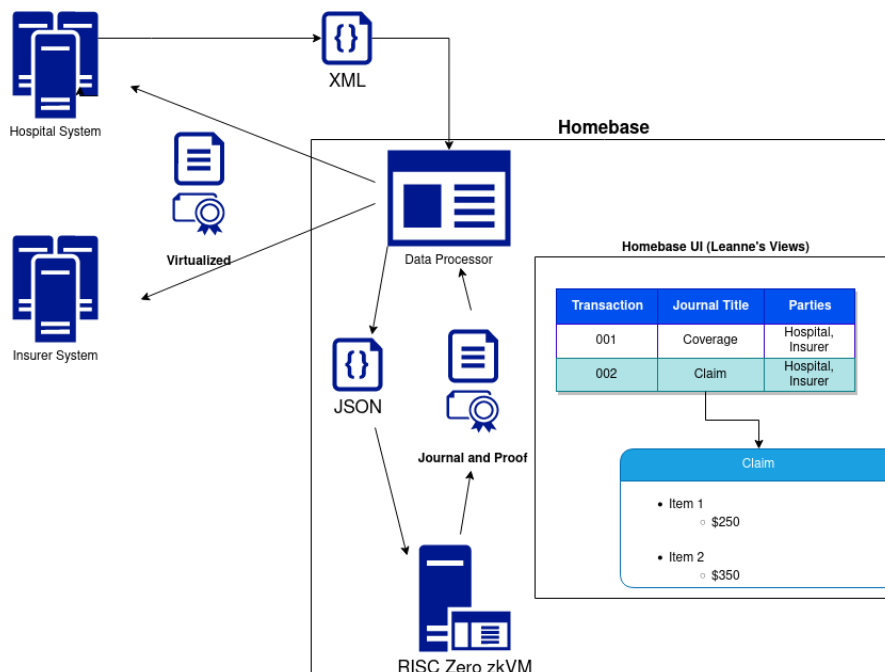 {}
XML
Hospital System
Homebase
Virtualized
Data Processor
Insurer System
{}
JSON
Journal and Proof
RISC Zero zkVM
Homebase UI (Leanne's Views)
Transaction Journal Title Parties
001 Coverage Hospital,
Insurer
002 Claim Hospital,
Insurer
Claim
• Item 1
○ $250
• Item 2
○ $350